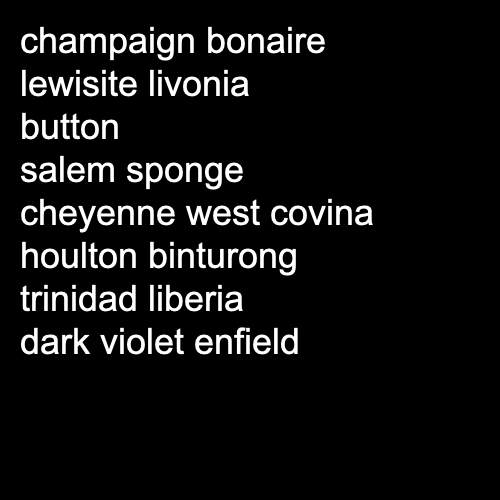 champaign bonaire
lewisite livonia
button
salem sponge
cheyenne west covina
houlton binturong
trinidad liberia
dark violet enfield